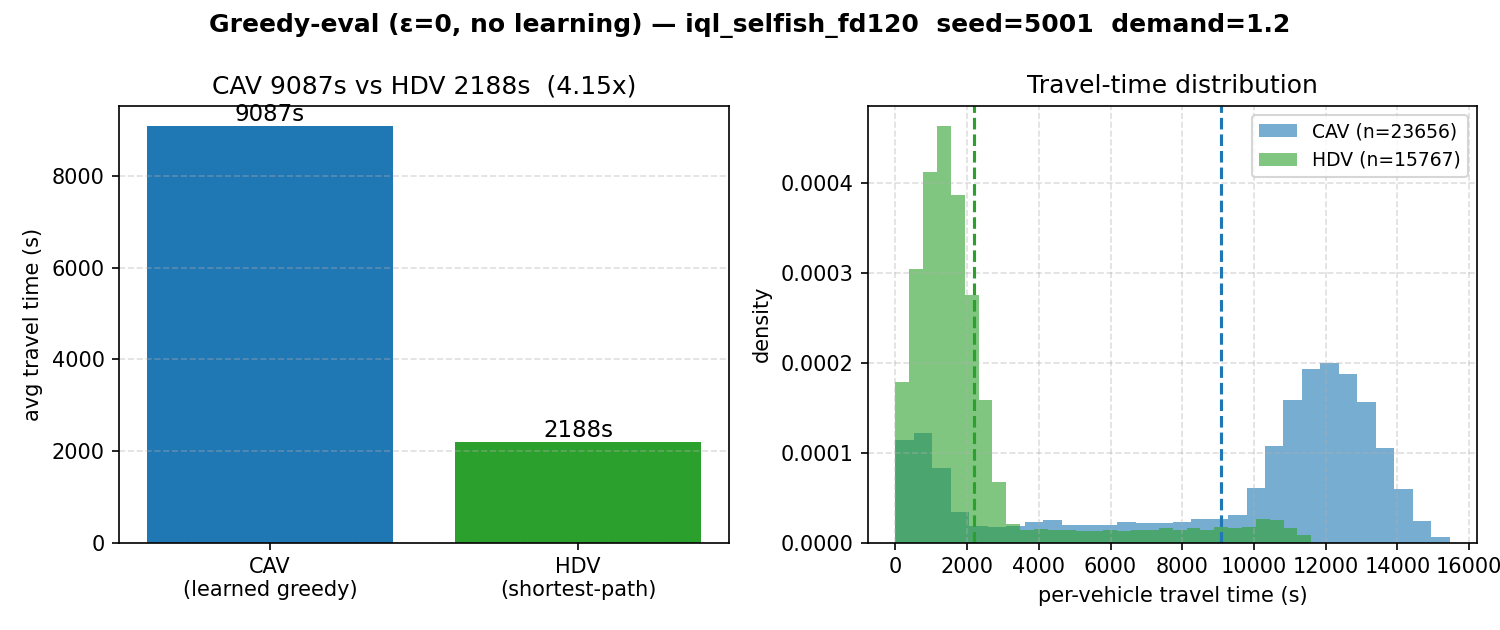 Greedy-eval (ε=0, no learning) — iql_selfish_fd120  seed=5001  demand=1.2
CAV 9087s vs HDV 2188s  (4.15x)
9087s
2188s
avg travel time (s)
8000
6000
4000
2000
0
CAV
(learned greedy)
HDV
(shortest-path)
Travel-time distribution
CAV (n=23656)
HDV (n=15767)
density
0.0004
0.0003
0.0002
0.0001
0.0000
0 2000 4000 6000 8000 10000 12000 14000 16000
per-vehicle travel time (s)